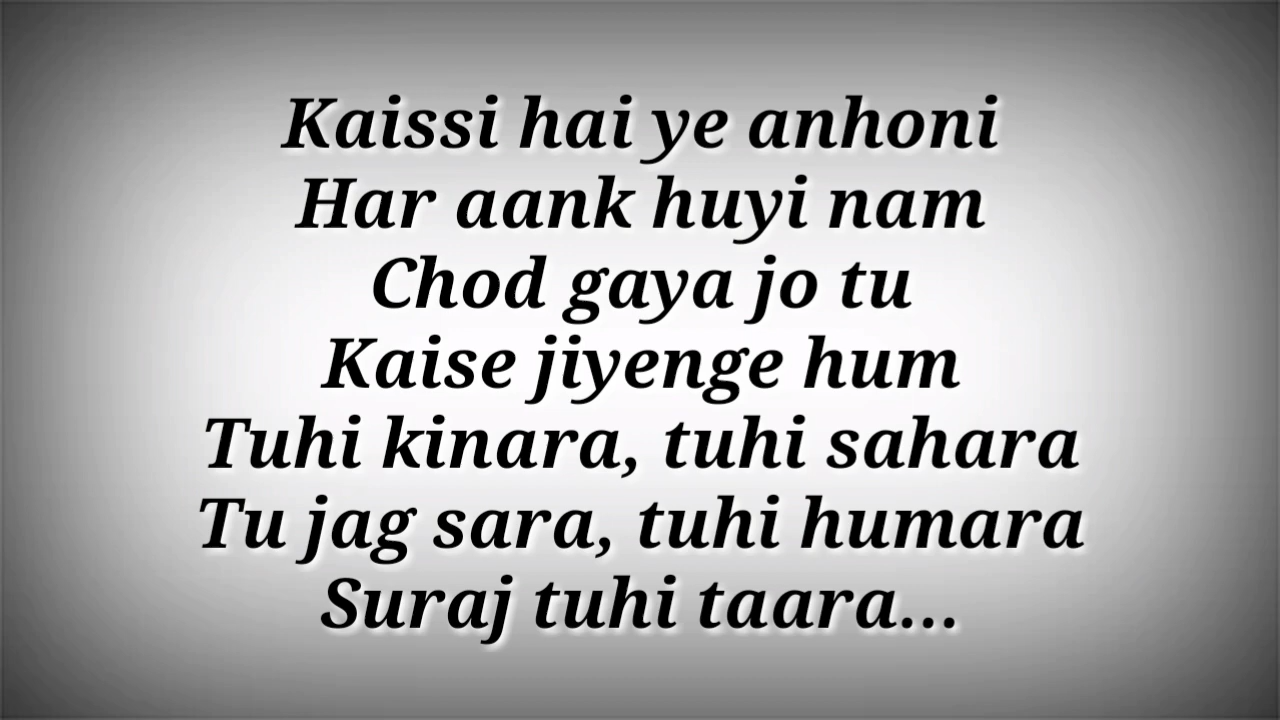 Kaissi hai ye anhoni
Har aank huyi nam
Chod gaya jo tu
Kaise jiyenge hum
Tuhi kinara, tuhi sahara
Tu jag sara, tuhi humara
Suraj tuhi taara...